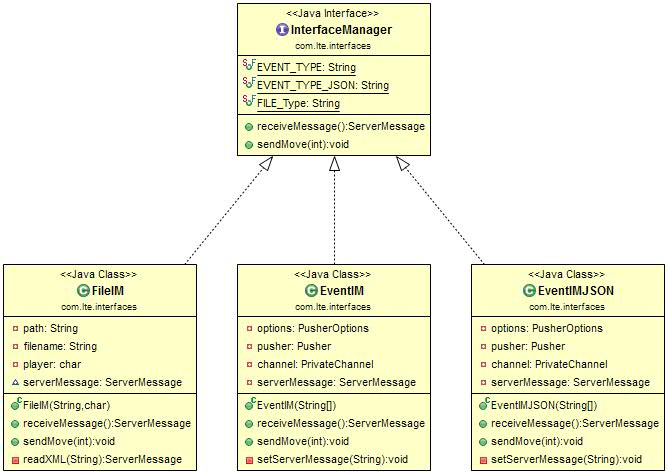 <<Java Interface>>
InterfaceManager
com.lte.interfaces
EVENT_TYPE: String
EVENT_TYPE_JSON: String
FILE_Type: String
receiveMessage():ServerMessage
sendMove(int):void
<<Java Class>>
FileIM
com.lte.interfaces
path: String
filename: String
player: char
serverMessage: ServerMessage
FileIM(String,char)
receiveMessage():ServerMessage
sendMove(int):void
readXML(String):ServerMessage
<<Java Class>>
EventIM
com.lte.interfaces
options: PusherOptions
pusher: Pusher
channel: PrivateChannel
serverMessage: ServerMessage
EventIM(String[])
receiveMessage():ServerMessage
sendMove(int):void
setServerMessage(String):void
<<Java Class>>
EventIMJSON
com.lte.interfaces
options: PusherOptions
pusher: Pusher
channel: PrivateChannel
serverMessage: ServerMessage
EventIMJSON(String[])
receiveMessage():ServerMessage
sendMove(int):void
setServerMessage(String):void